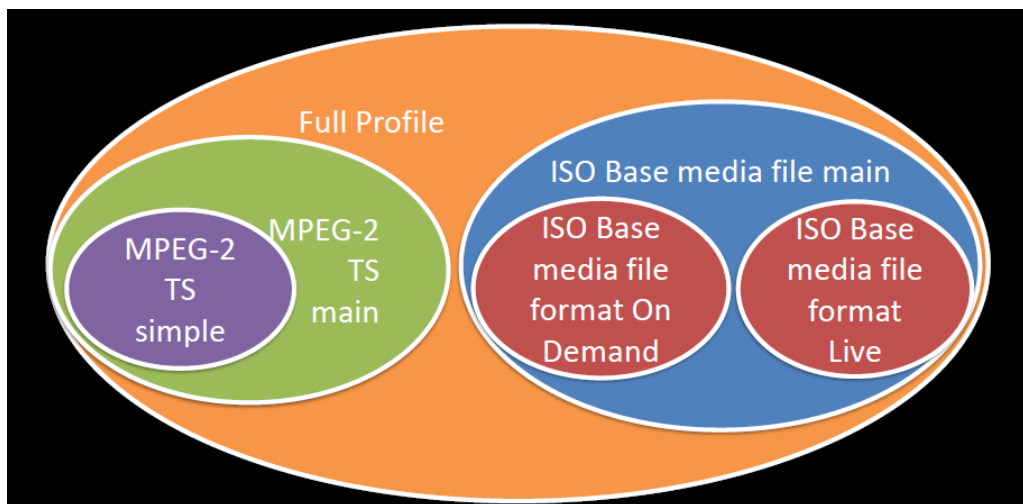 Full Profile
ISO Base media file main
MPEG-2
TS
simple
MPEG-2
TS
main
ISO Base
media file
format On
Demand
ISO Base
media file
format
Live